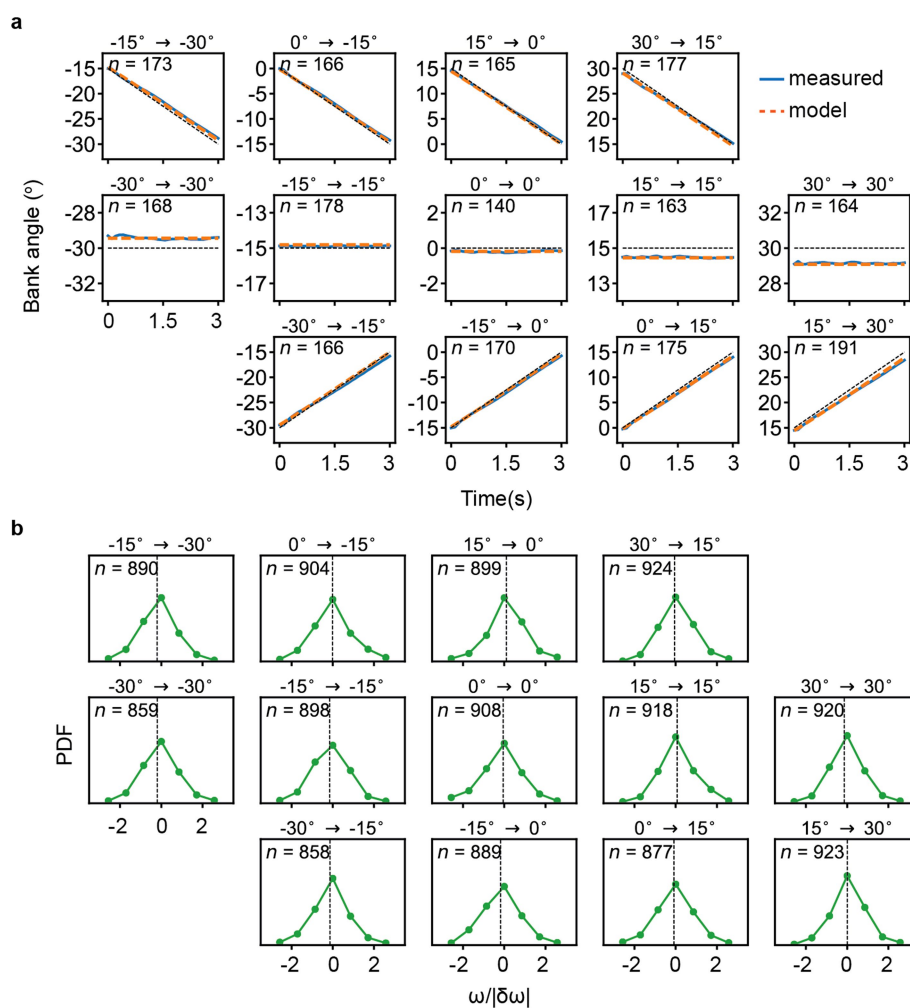 a
-15° → -30° 0° → -15° 15° → 0° 30° → 15°
n = 173 n = 166 n = 165 n = 177
-15 -20 -25 -30
0 -5 -10 -15
15 10 5 0
30 25 20 15
measured
model
-30° → -30° -15° → -15° 0° → 0° 15° → 15° 30° → 30°
n = 168 n = 178 n = 140 n = 163 n = 164
-28 -30 -32
-13 -15 -17
2 0 -2
17 15 13
32 30 28
0 1.5 3
Bank angle (°)
-30° → -15° -15° → 0° 0° → 15° 15° → 30°
n = 166 n = 170 n = 175 n = 191
-15 -20 -25 -30
0 -5 -10 -15
15 10 5 0
30 25 20 15
0 1.5 3 0 1.5 3 0 1.5 3 0 1.5 3
Time(s)
b
-15° → -30° 0° → -15° 15° → 0° 30° → 15°
n = 890 n = 904 n = 899 n = 924
-30° → -30° -15° → -15° 0° → 0° 15° → 15° 30° → 30°
n = 859 n = 898 n = 908 n = 918 n = 920
PDF
-2 0 2
-30° → -15° -15° → 0° 0° → 15° 15° → 30°
n = 858 n = 889 n = 877 n = 923
-2 0 2 -2 0 2 -2 0 2 -2 0 2
ω/|δω|